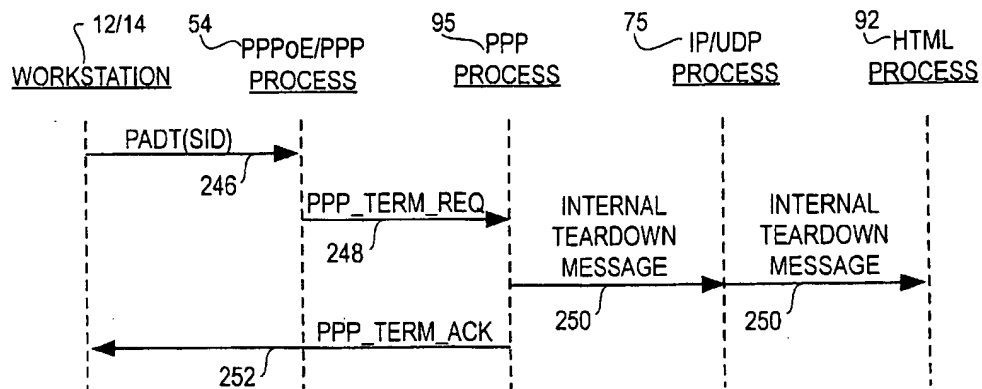 12/14
WORKSTATION
54
PPPoE/PPP
PROCESS
95
PPP
PROCESS
75
IP/UDP
PROCESS
92
HTML
PROCESS
PADT(SID)
246
PPP_TERM_REQ
248
INTERNAL
TEARDOWN
MESSAGE
250
INTERNAL
TEARDOWN
MESSAGE
250
PPP_TERM_ACK
252